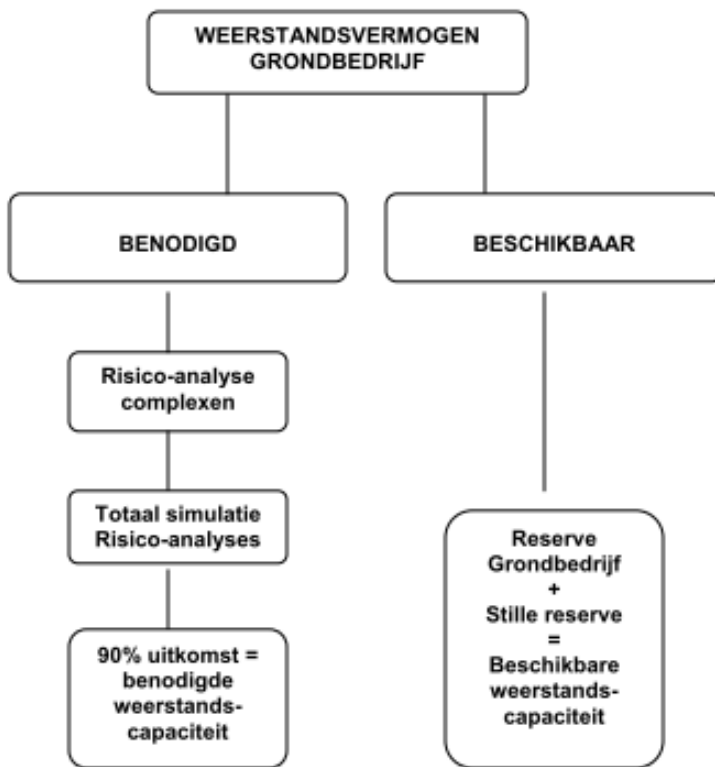 WEERSTANDSVERMOGEN
GRONDBEDRIJF
BENODIGD
BESCHIKBAAR
Risico-analyse
complexen
Totaal simulatie
Risico-analyses
90% uitkomst =
benodigde
weerstands-
capaciteit
Reserve
Grondbedrijf
+
Stille reserve
=
Beschikbare
weerstands-
capaciteit